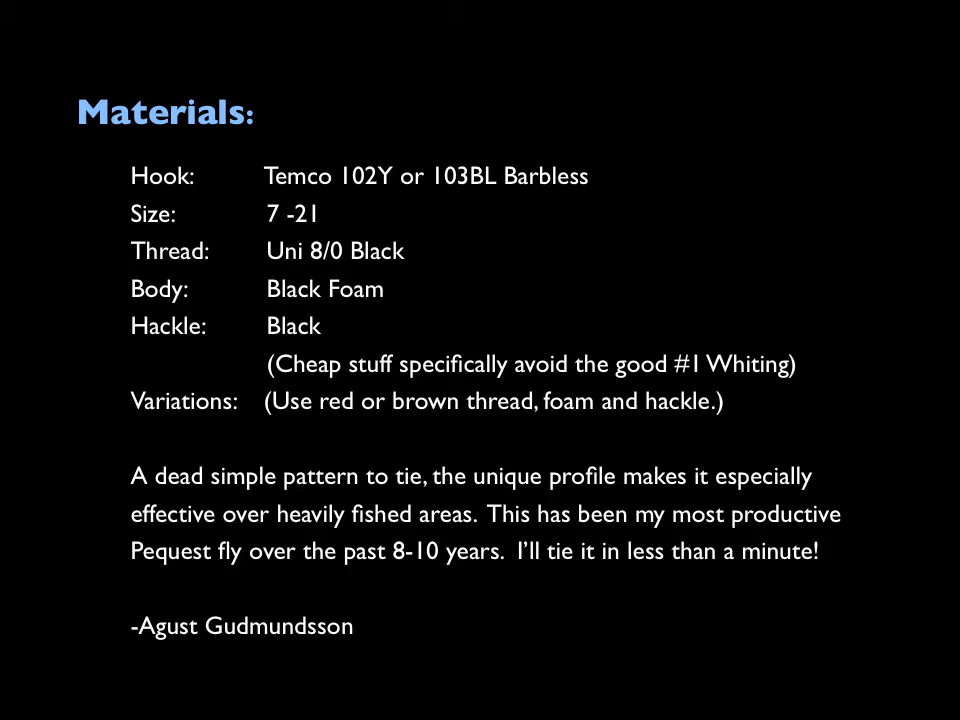 Materials:
Hook: Temco 102Y or 103BL Barbless
Size: 7 -21
Thread: Uni 8/0 Black
Body: Black Foam
Hackle: Black
(Cheap stuff specifically avoid the good #1 Whiting)
Variations: (Use red or brown thread, foam and hackle.)
A dead simple pattern to tie, the unique profile makes it especially
effective over heavily fished areas. This has been my most productive
Pequest fly over the past 8-10 years. I’ll tie it in less than a minute!
-Agust Gudmundsson